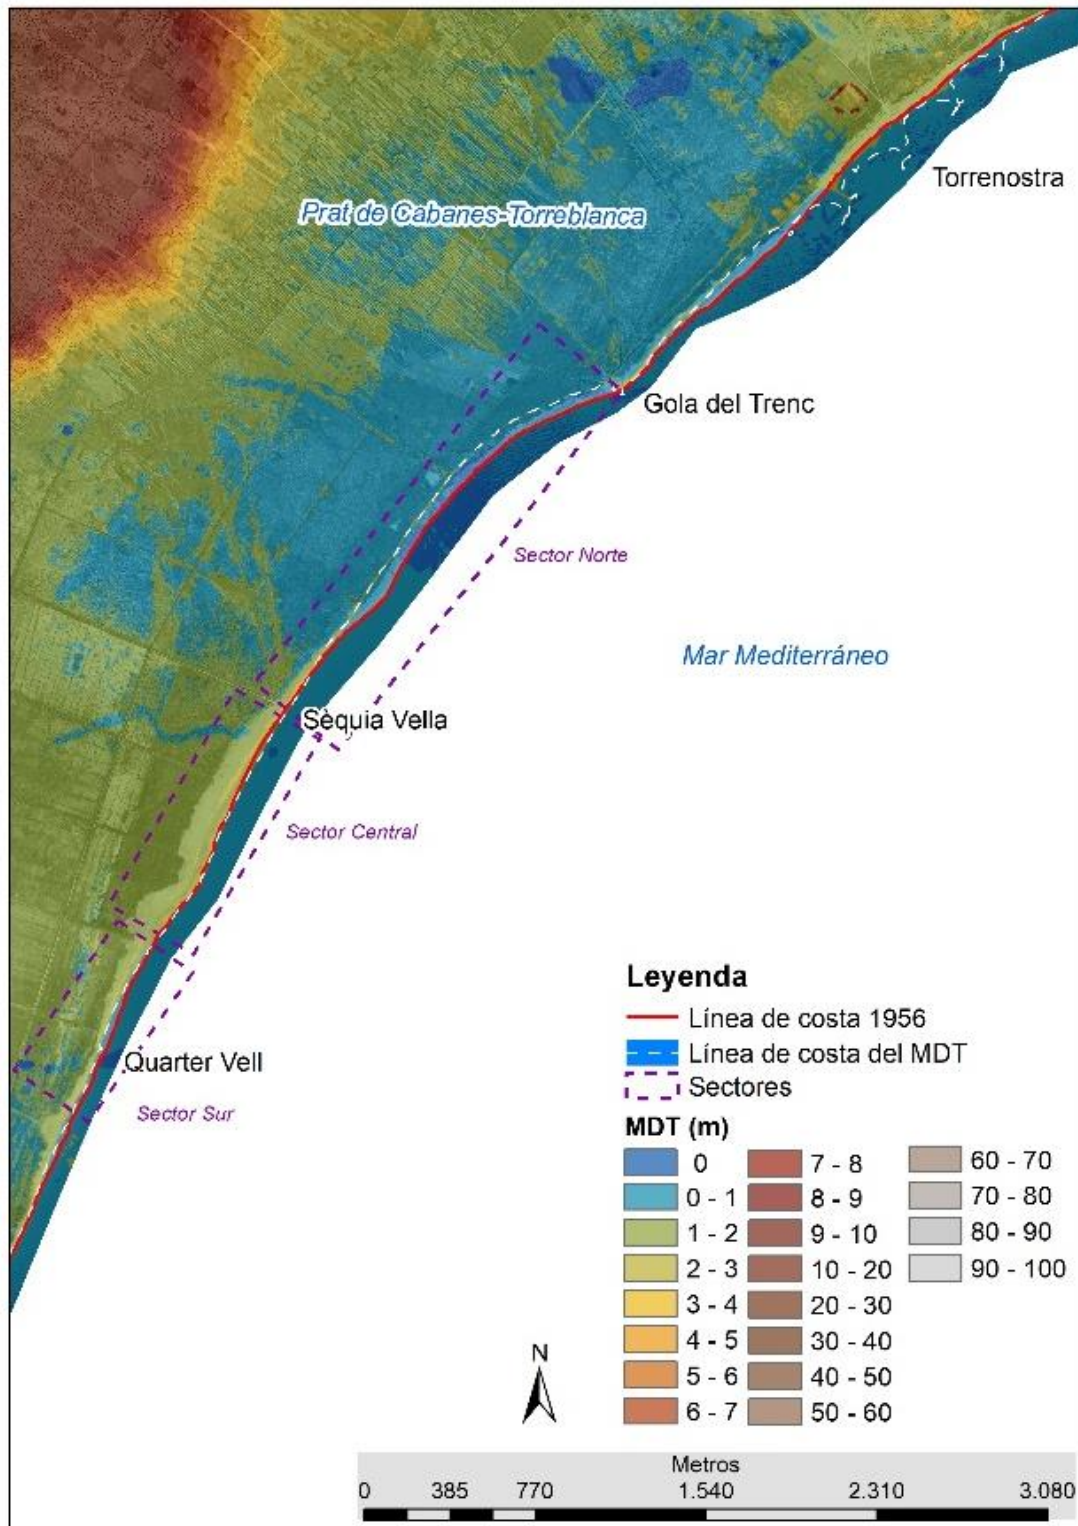 Torrenostra
Prat de Cabanes-Torreblanca
Gola del Trenc
Sector Norte
Mar Mediterráneo
Sèquia Vella
Sector Central
Quarter Vell
Sector Sur
Leyenda
Línea de costa 1956
Línea de costa del MDT
Sectores
MDT (m)
0
0 - 1
1 - 2
2 - 3
3 - 4
4 - 5
5 - 6
6 - 7
7 - 8
8 - 9
9 - 10
10 - 20
20 - 30
30 - 40
40 - 50
50 - 60
60 - 70
70 - 80
80 - 90
90 - 100
N
Metros
0 385 770 1.540 2.310 3.080